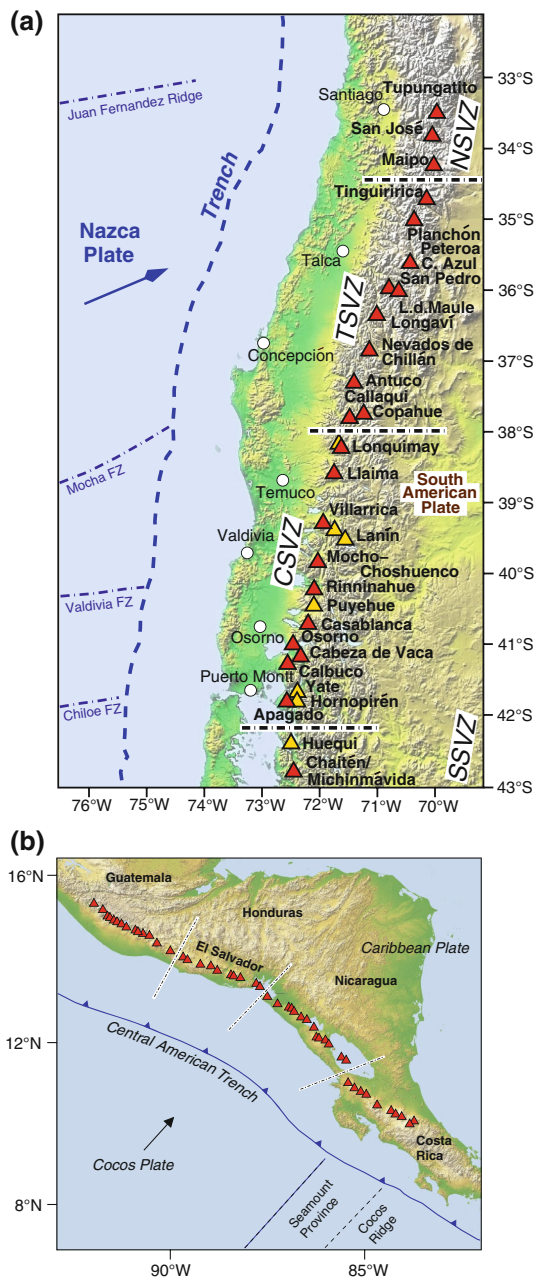 (a)
33°S
Tupungatito
Santiago
Juan Fernandez Ridge
NSVZ
San José
34°S
Maipo
Trench
Tinguiririca
35°S
Nazca
Plate
Planchón
Peteroa
Talca
C. Azul
San Pedro
36°S
TSVZ
L.d.Maule
Longaví
Concepción
Nevados de
Chillán
37°S
Antuco
Callaqui
Copahue
38°S
Mocha FZ
Lonquimay
Llaima
South
American
Plate
Temuco
39°S
Villarrica
Lanín
Valdivia
CSVZ
Mocho–
Choshuenco
40°S
Rinninahue
Valdivia FZ
Puyehue
Casablanca
Osorno
Osorno
41°S
Cabeza de Vaca
Calbuco
Puerto Montt
Yate
Hornopirén
Chiloe FZ
Apagado
42°S
Huequi
SSVZ
Chaitén/
Michinmávida
43°S
76°W
75°W
74°W
73°W
72°W
71°W
70°W
(b)
16°N
Guatemala
Honduras
El Salvador
Caribbean Plate
Nicaragua
12°N
Central American
Trench
Cocos Plate
Costa
Rica
8°N
Seamount
Province
Cocos
Ridge
90°W
85°W